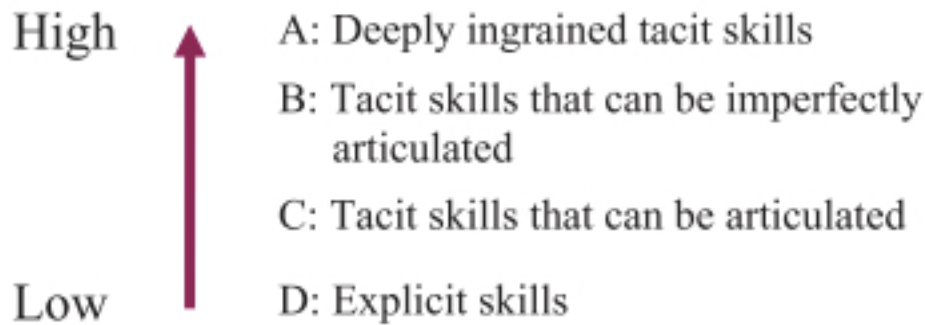 High
A: Deeply ingrained tacit skills
B: Tacit skills that can be imperfectly
articulated
C: Tacit skills that can be articulated
Low
D: Explicit skills